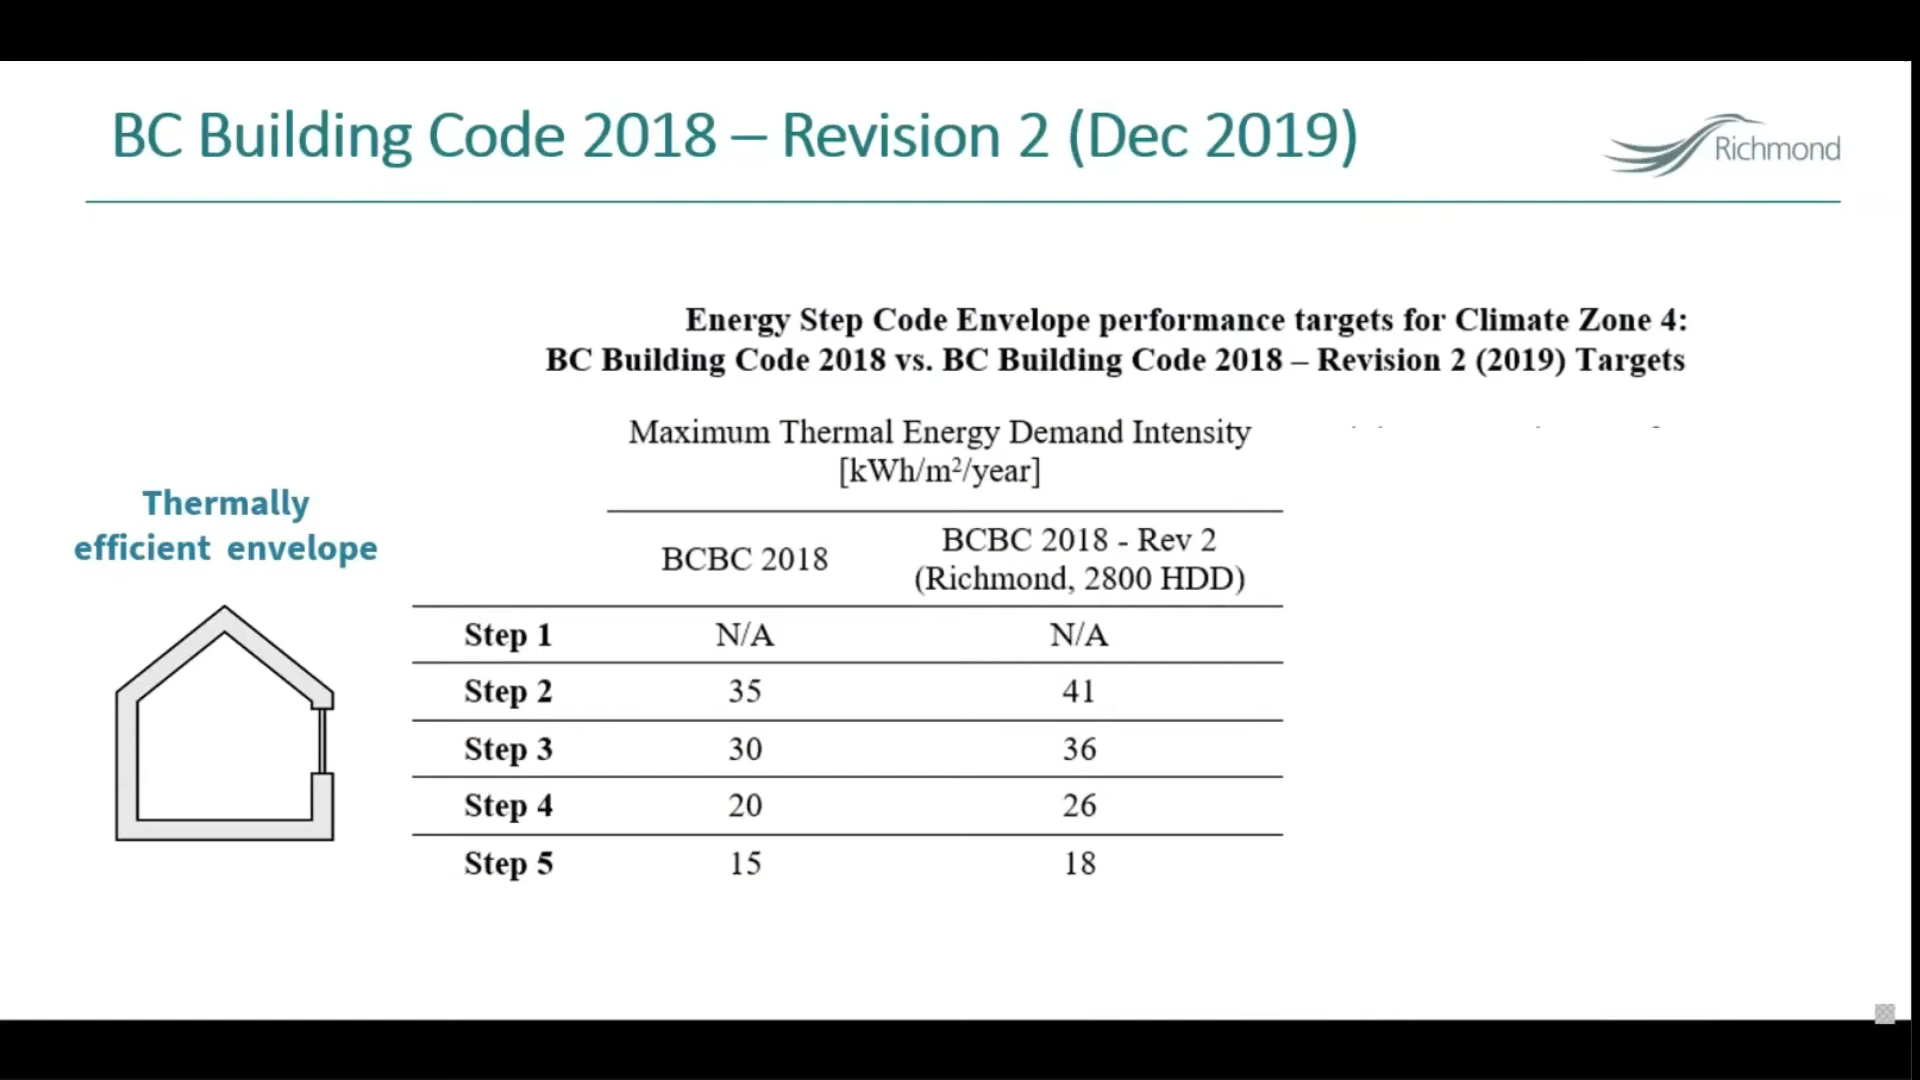 BC Building Code 2018 – Revision 2 (Dec 2019)
Richmond
Energy Step Code Envelope performance targets for Climate Zone 4:
BC Building Code 2018 vs. BC Building Code 2018 – Revision 2 (2019) Targets
Maximum Thermal Energy Demand Intensity
[kWh/m²/year]
Thermally
efficient envelope
BCBC 2018
BCBC 2018 - Rev 2
(Richmond, 2800 HDD)
Step 1 N/A N/A
Step 2 35 41
Step 3 30 36
Step 4 20 26
Step 5 15 18